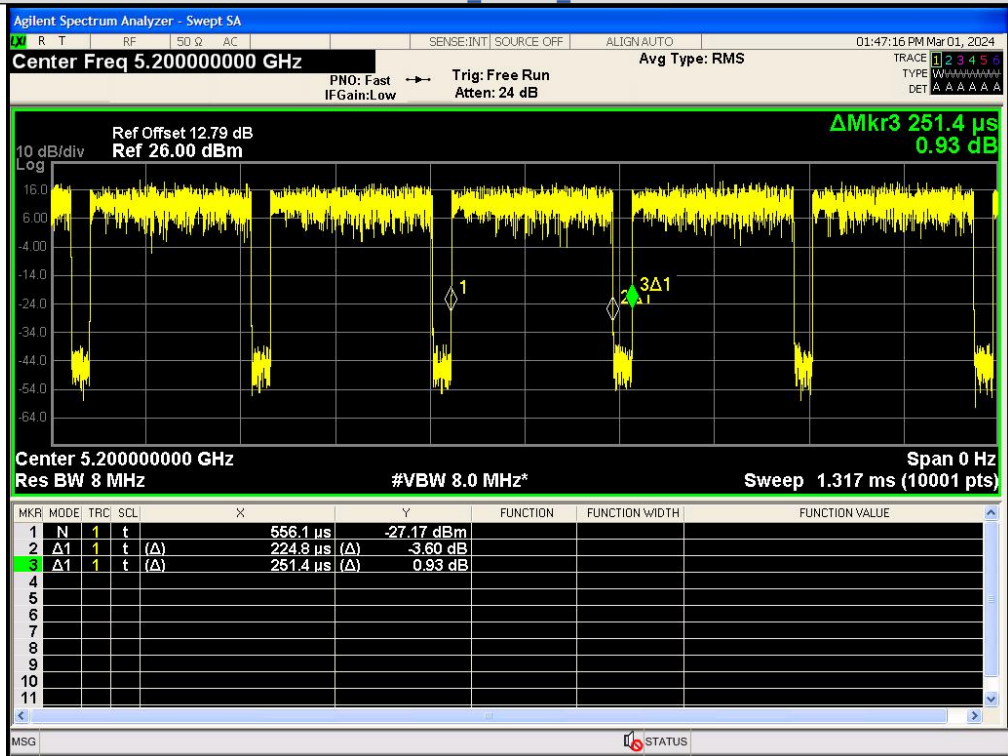 Agilent Spectrum Analyzer - Swept SA
LXI R T RF 50 Ω AC SENSE:INT SOURCE OFF ALIGN AUTO 01:47:16 PM Mar 01, 2024
Center Freq 5.200000000 GHz
Avg Type: RMS
TRACE 1 2 3 4 5 6
PNO: Fast Trig: Free Run
TYPE W
IFGain:Low Atten: 24 dB
DET A A A A A A
ΔMkr3 251.4 µs
0.93 dB
Ref Offset 12.79 dB
10 dB/div Ref 26.00 dBm
Log
16.0
6.00
-4.00
-14.0
-24.0
-34.0
-44.0
-54.0
-64.0
1
3Δ1
Center 5.200000000 GHz Span 0 Hz
Res BW 8 MHz #VBW 8.0 MHz* Sweep 1.317 ms (10001 pts)
MKR MODE TRC SCL X Y FUNCTION FUNCTION WIDTH FUNCTION VALUE
1 N 1 t 556.1 µs -27.17 dBm
2 Δ1 1 t (Δ) 224.8 µs (Δ) -3.60 dB
3 Δ1 1 t (Δ) 251.4 µs (Δ) 0.93 dB
4
5
6
7
8
9
10
11
MSG STATUS